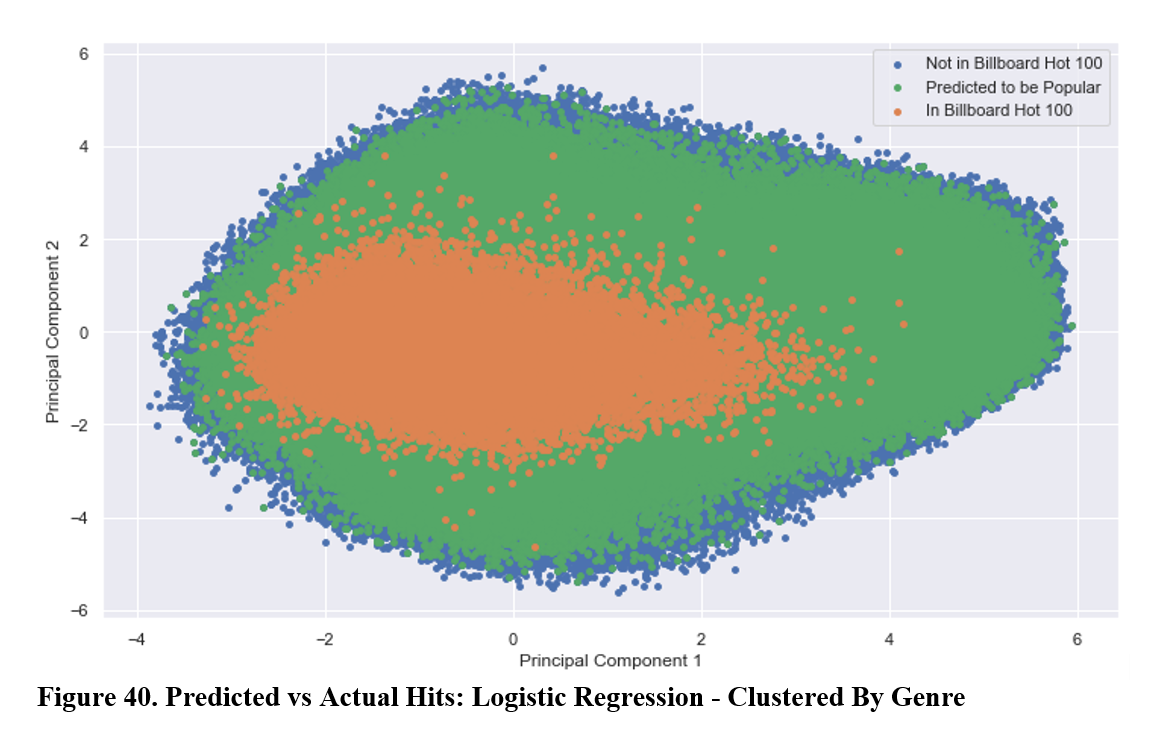 6
4
2
0
−2
−4
−6
Principal Component 2
Not in Billboard Hot 100
Predicted to be Popular
In Billboard Hot 100
−4 −2 0 2 4 6
Principal Component 1
Figure 40. Predicted vs Actual Hits: Logistic Regression - Clustered By Genre